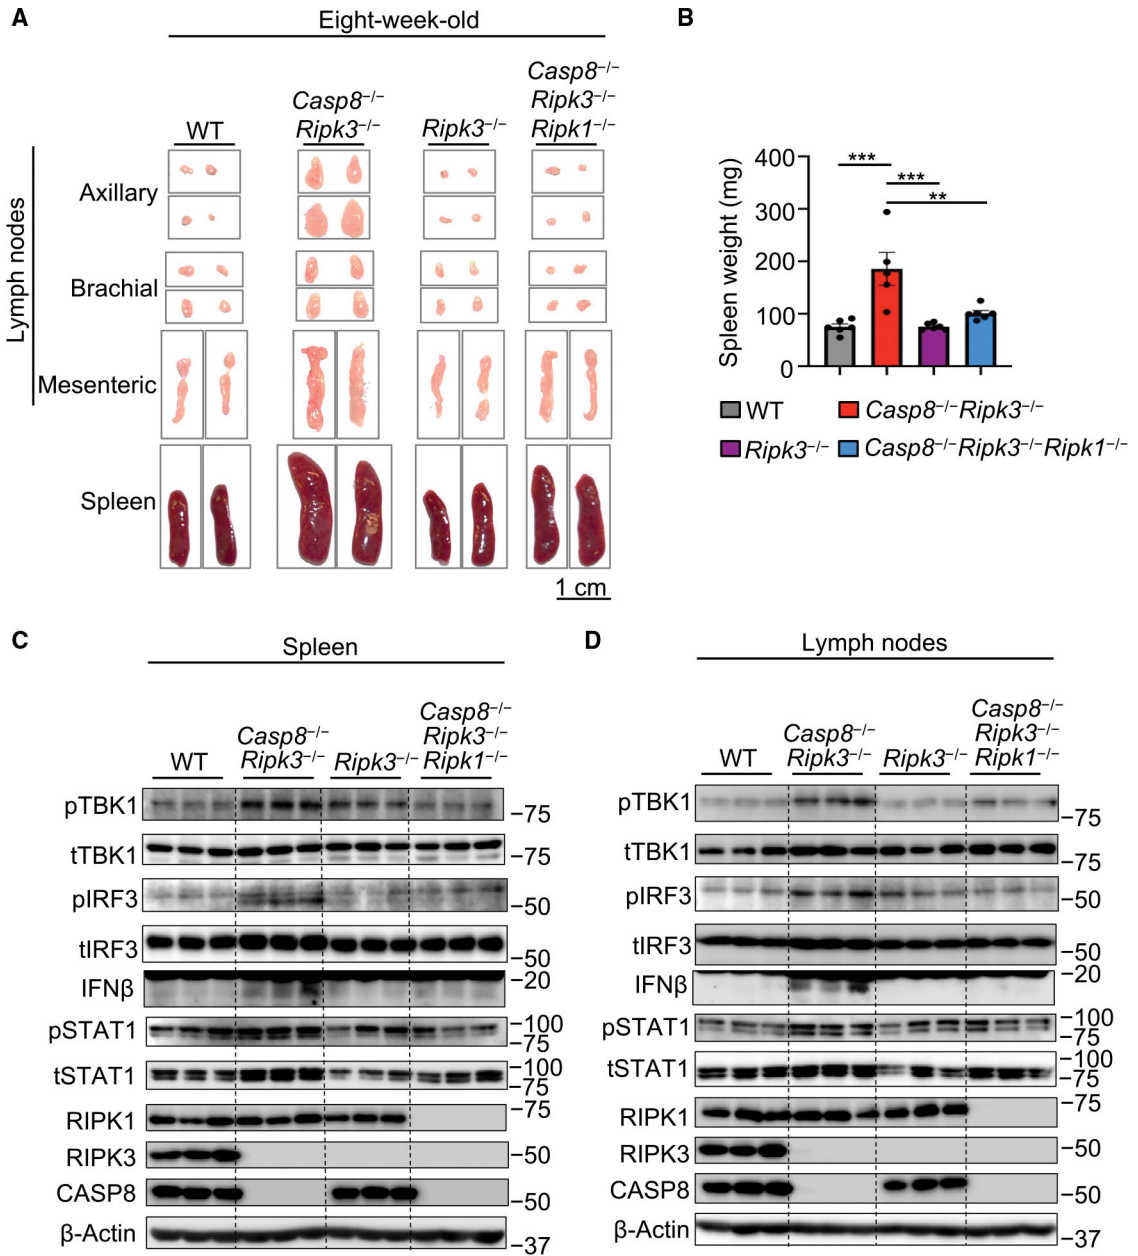 A
Eight-week-old
WT
Casp8−/−
Ripk3−/−
Ripk3−/−
Casp8−/−
Ripk3−/−
Ripk1−/−
Lymph nodes
Axillary
Brachial
Mesenteric
Spleen
1 cm
B
Spleen weight (mg)
400
300
200
100
0
***
***
**
WT
Casp8−/−Ripk3−/−
Ripk3−/−
Casp8−/−Ripk3−/−Ripk1−/−
C
Spleen
WT
Casp8−/−
Ripk3−/−
Ripk3−/−
Casp8−/−
Ripk3−/−
Ripk1−/−
pTBK1 −75
tTBK1 −75
pIRF3 −50
tIRF3 −50
IFNβ −20
pSTAT1 −100
−75
tSTAT1 −100
−75
RIPK1 −75
RIPK3 −50
CASP8 −50
β-Actin −37
D
Lymph nodes
WT
Casp8−/−
Ripk3−/−
Ripk3−/−
Casp8−/−
Ripk3−/−
Ripk1−/−
pTBK1 −75
tTBK1 −75
pIRF3 −50
tIRF3 −50
IFNβ −20
pSTAT1 −100
−75
tSTAT1 −100
−75
RIPK1 −75
RIPK3 −50
CASP8 −50
β-Actin −37